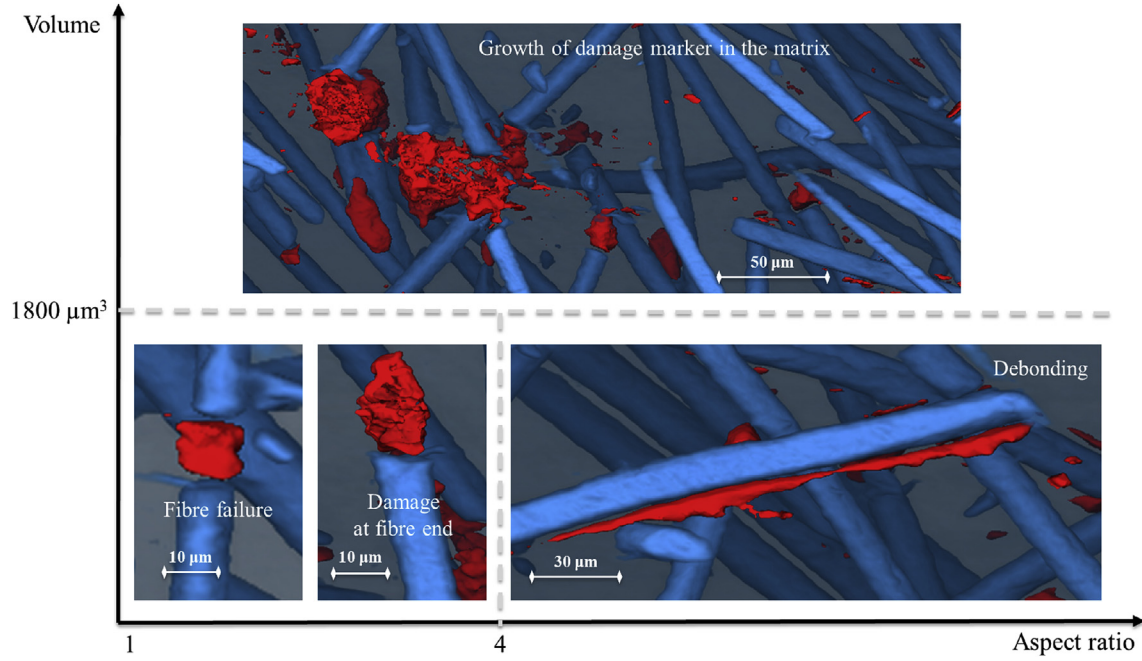 Volume
Growth of damage marker in the matrix
50 µm
1800 µm³
Debonding
Fibre failure
10 µm
Damage
at fibre end
10 µm
30 µm
1
4
Aspect ratio